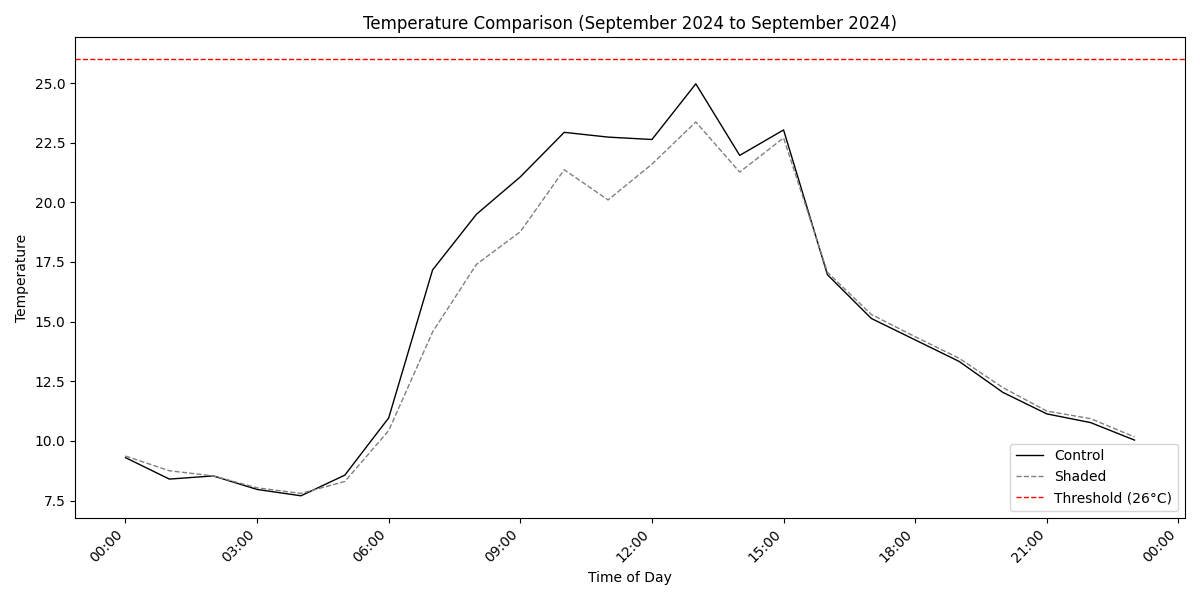 Temperature Comparison (September 2024 to September 2024)
Temperature
25.0
22.5
20.0
17.5
15.0
12.5
10.0
7.5
Control
Shaded
Threshold (26°C)
00:00
03:00
06:00
09:00
12:00
15:00
18:00
21:00
00:00
Time of Day